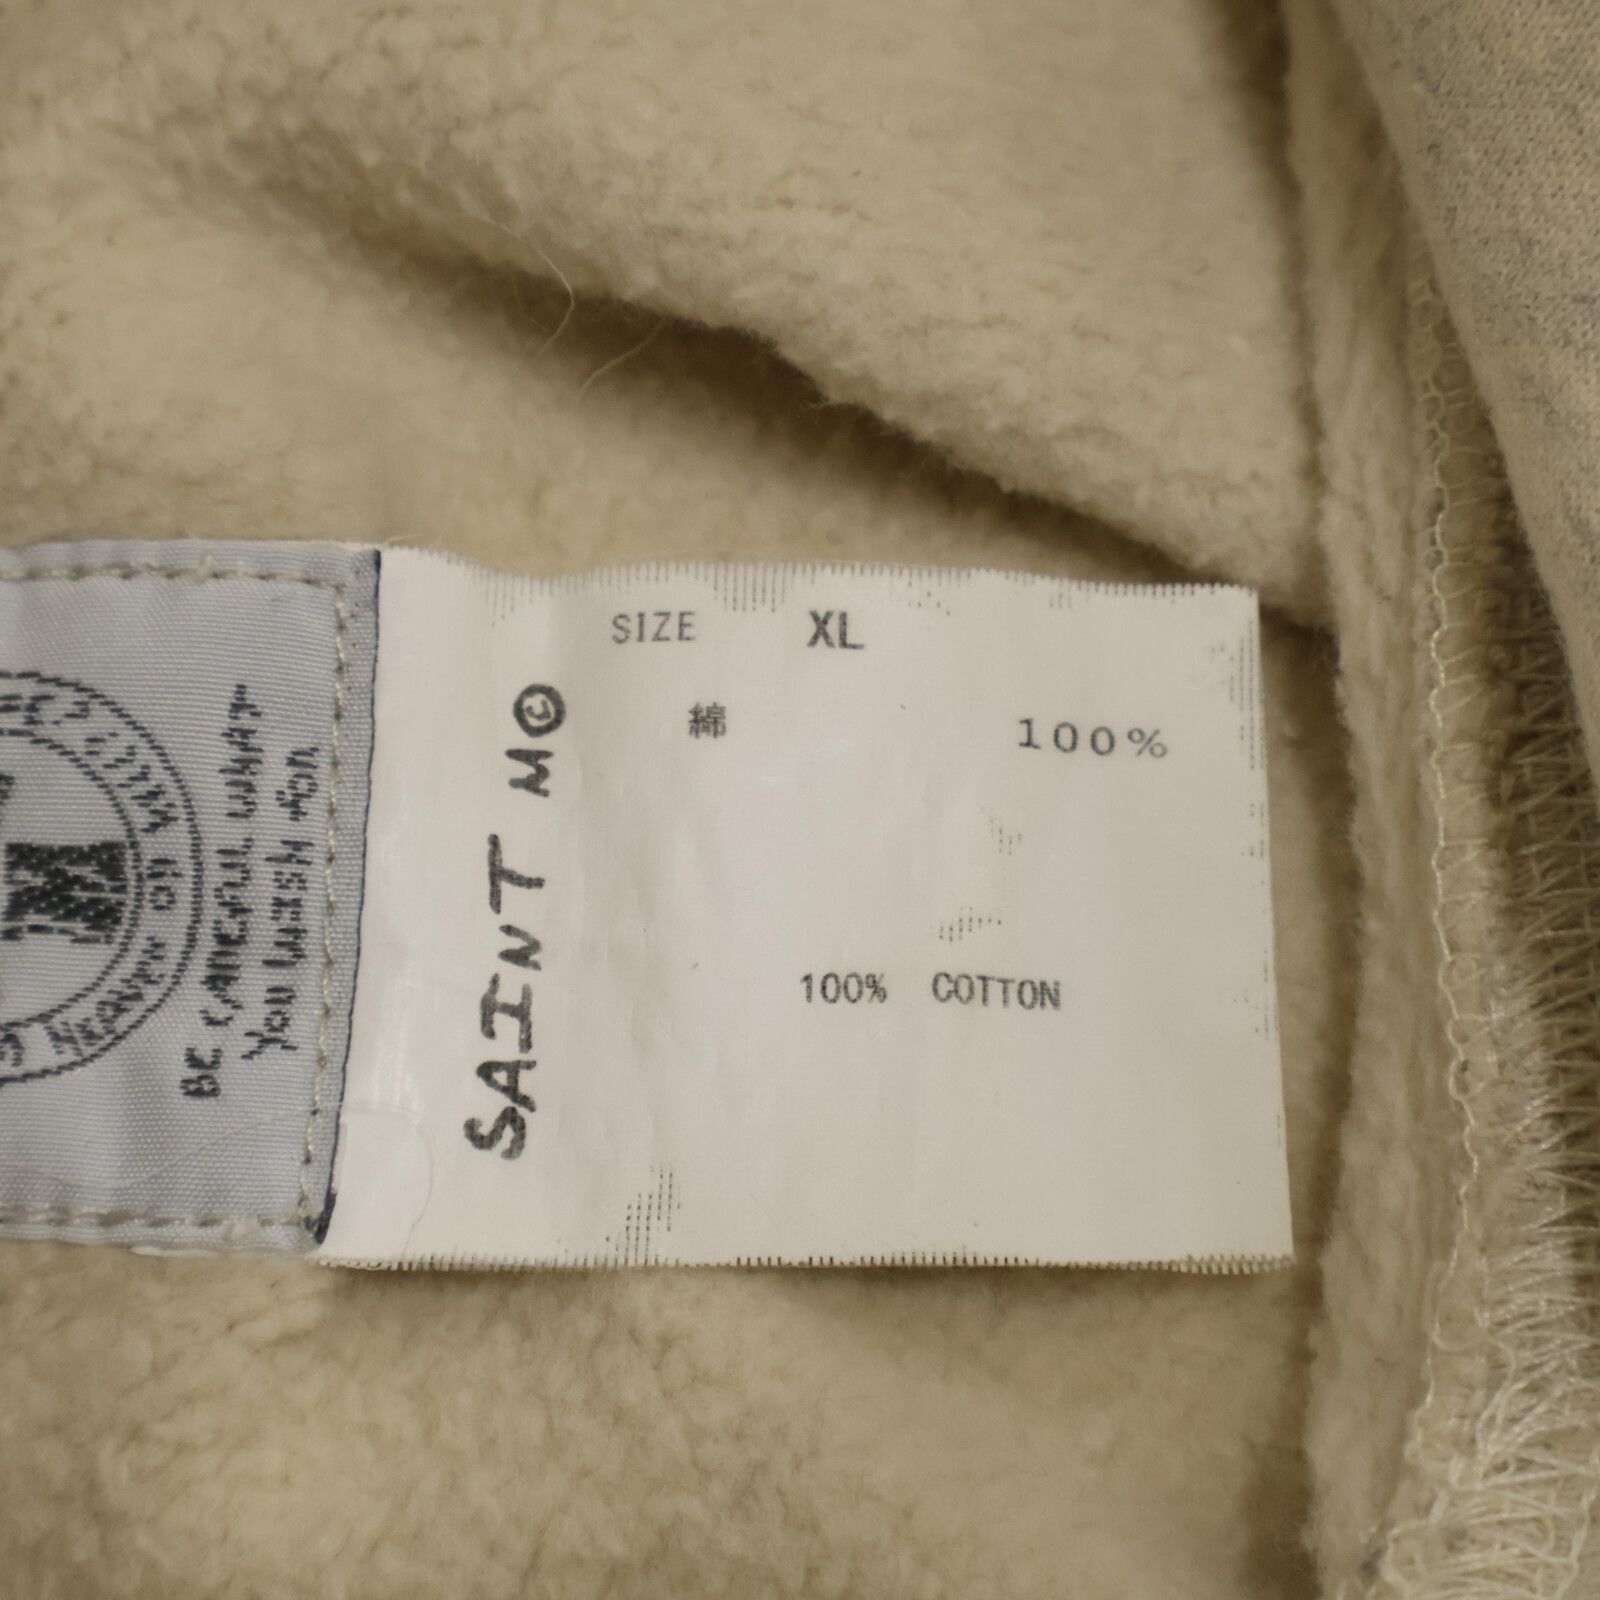 SIZE XL
綿 100%
100% COTTON
SAINT M©
BE CAREFUL WHAT
YOU WISH FOR